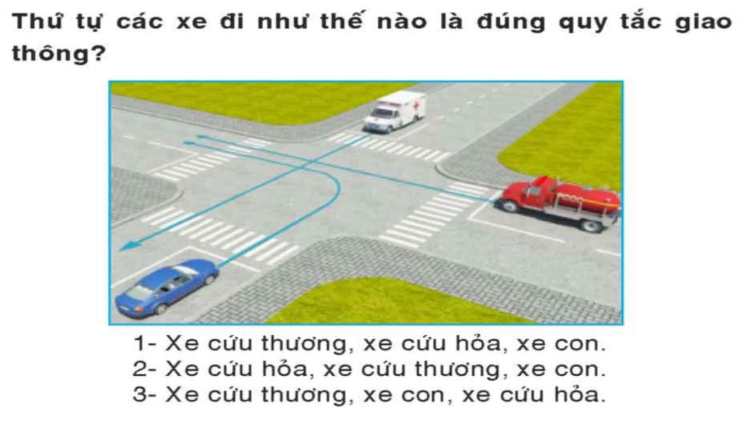 Thứ tự các xe đi như thế nào là đúng quy tắc giao
thông?
1- Xe cứu thương, xe cứu hỏa, xe con.
2- Xe cứu hỏa, xe cứu thương, xe con.
3- Xe cứu thương, xe con, xe cứu hỏa.